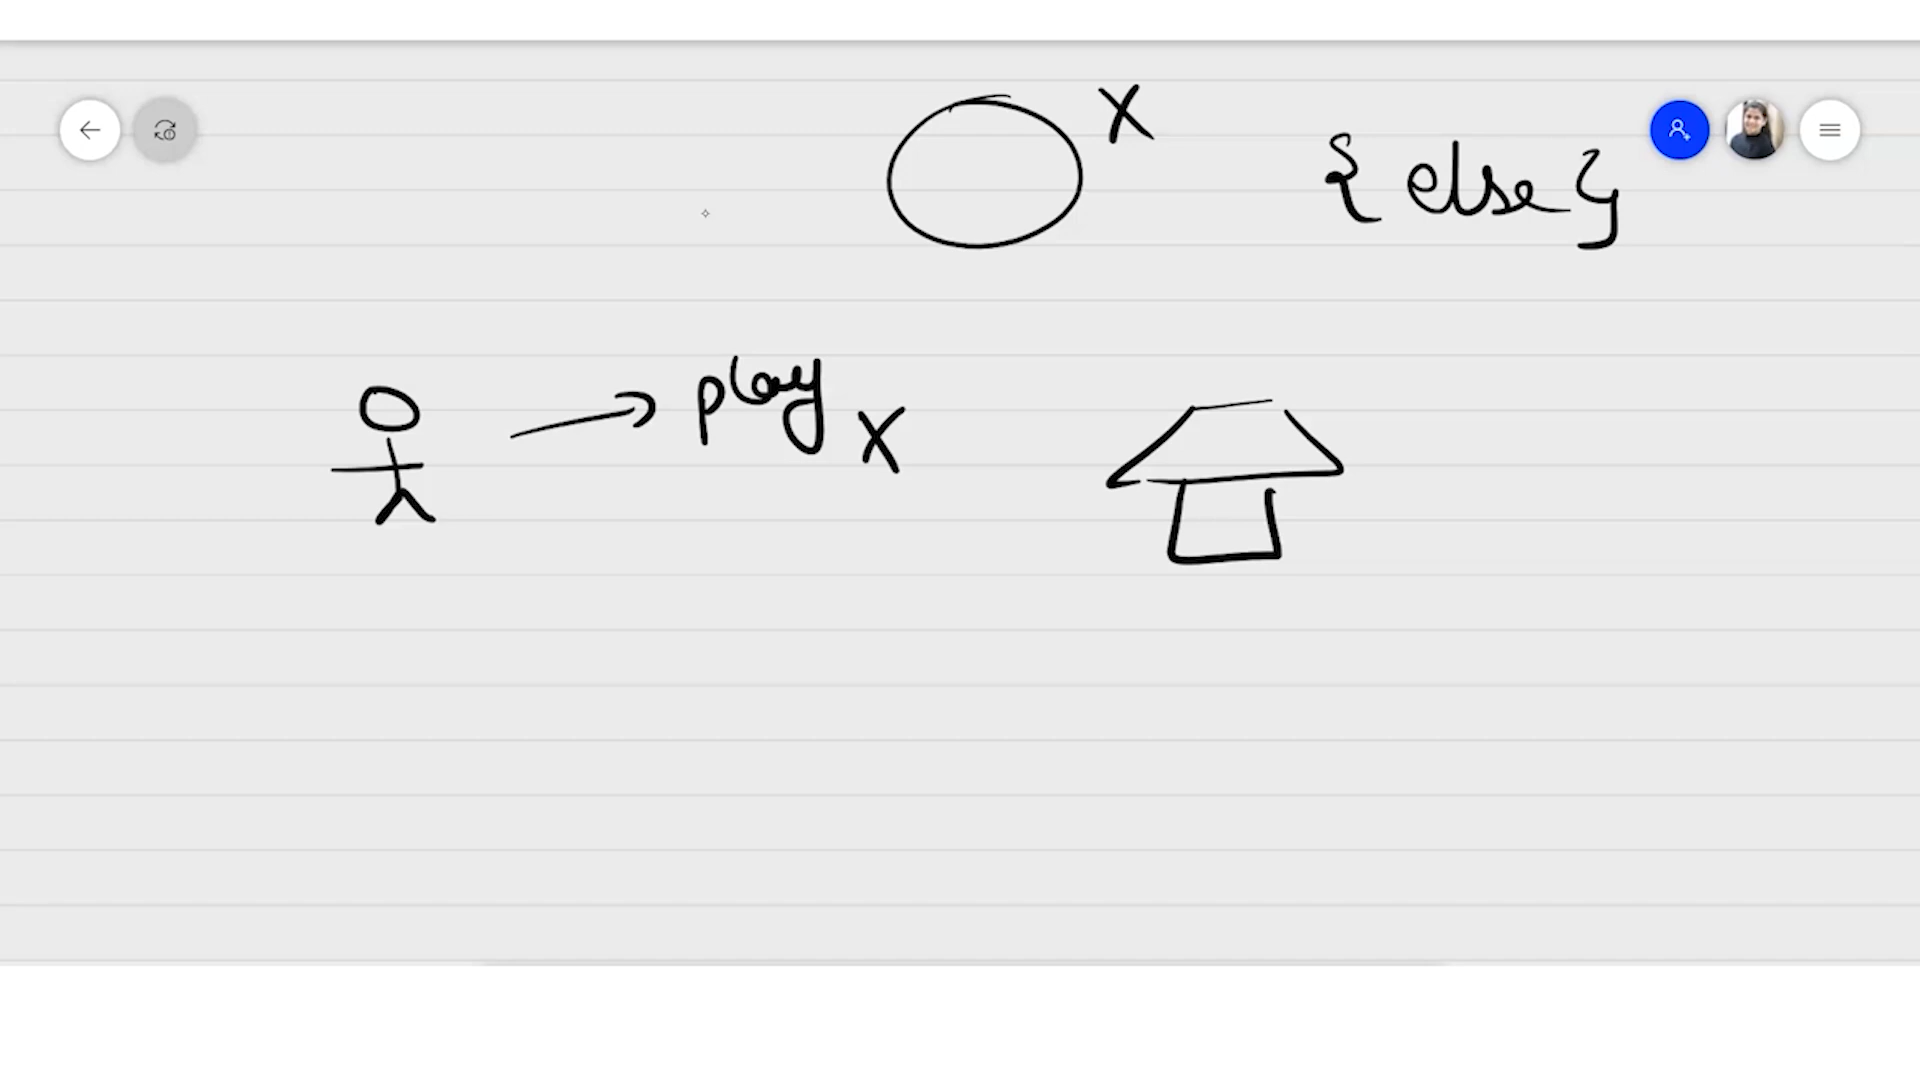 X
{ else }
play X